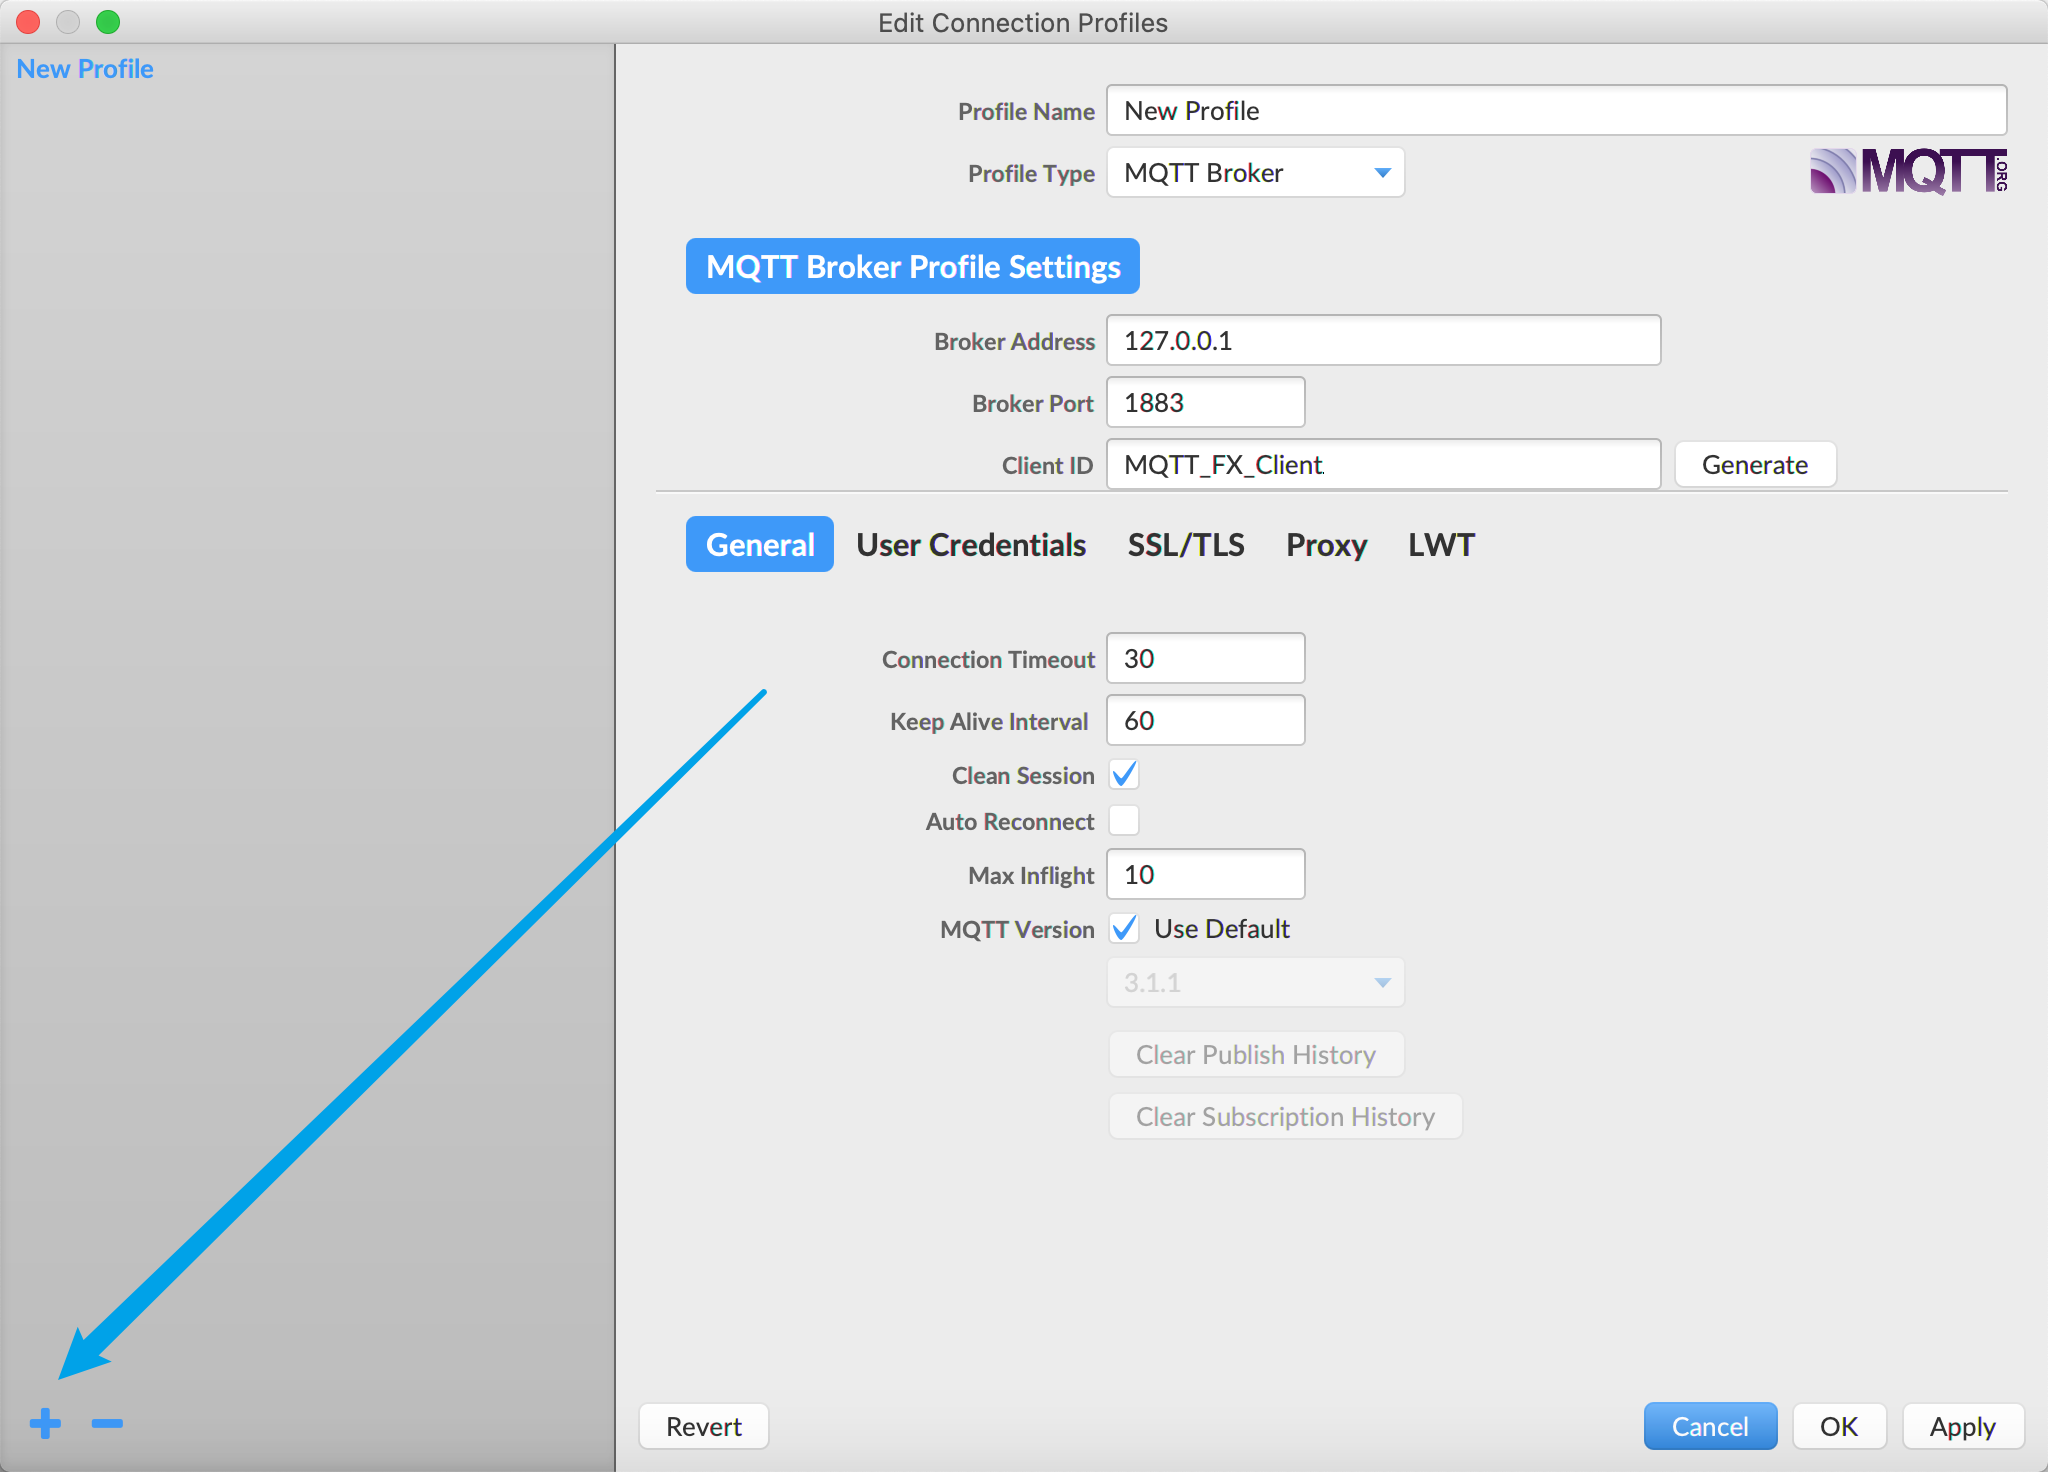 Edit Connection Profiles
New Profile
Profile Name New Profile
Profile Type MQTT Broker
MQTT.ORG
MQTT Broker Profile Settings
Broker Address 127.0.0.1
Broker Port 1883
Client ID MQTT_FX_Client Generate
General User Credentials SSL/TLS Proxy LWT
Connection Timeout 30
Keep Alive Interval 60
Clean Session
Auto Reconnect
Max Inflight 10
MQTT Version Use Default
3.1.1
Clear Publish History
Clear Subscription History
Revert Cancel OK Apply